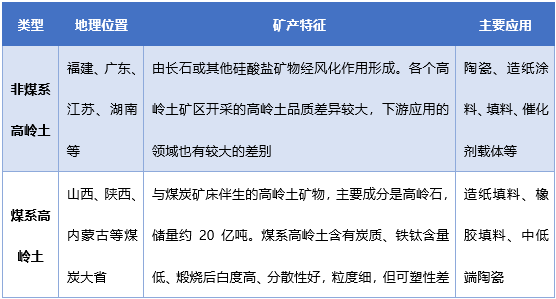 类型 地理位置 矿产特征 主要应用
非煤系
高岭土
福建、广东、
江苏、湖南
等
由长石或其他硅酸盐矿物经风化作用形成。各个高
岭土矿区开采的高岭土品质差异较大，下游应用的
领域也有较大的差别
陶瓷、造纸涂
料、填料、催化
剂载体等
煤系高
岭土
山西、陕西、
内蒙古等煤
炭大省
与煤炭矿床伴生的高岭土矿物，主要成分是高岭石，
储量约 20 亿吨。煤系高岭土含有炭质、铁钛含量
低、煅烧后白度高、分散性好，粒度细，但可塑性差
造纸填料、橡
胶填料、中低
端陶瓷